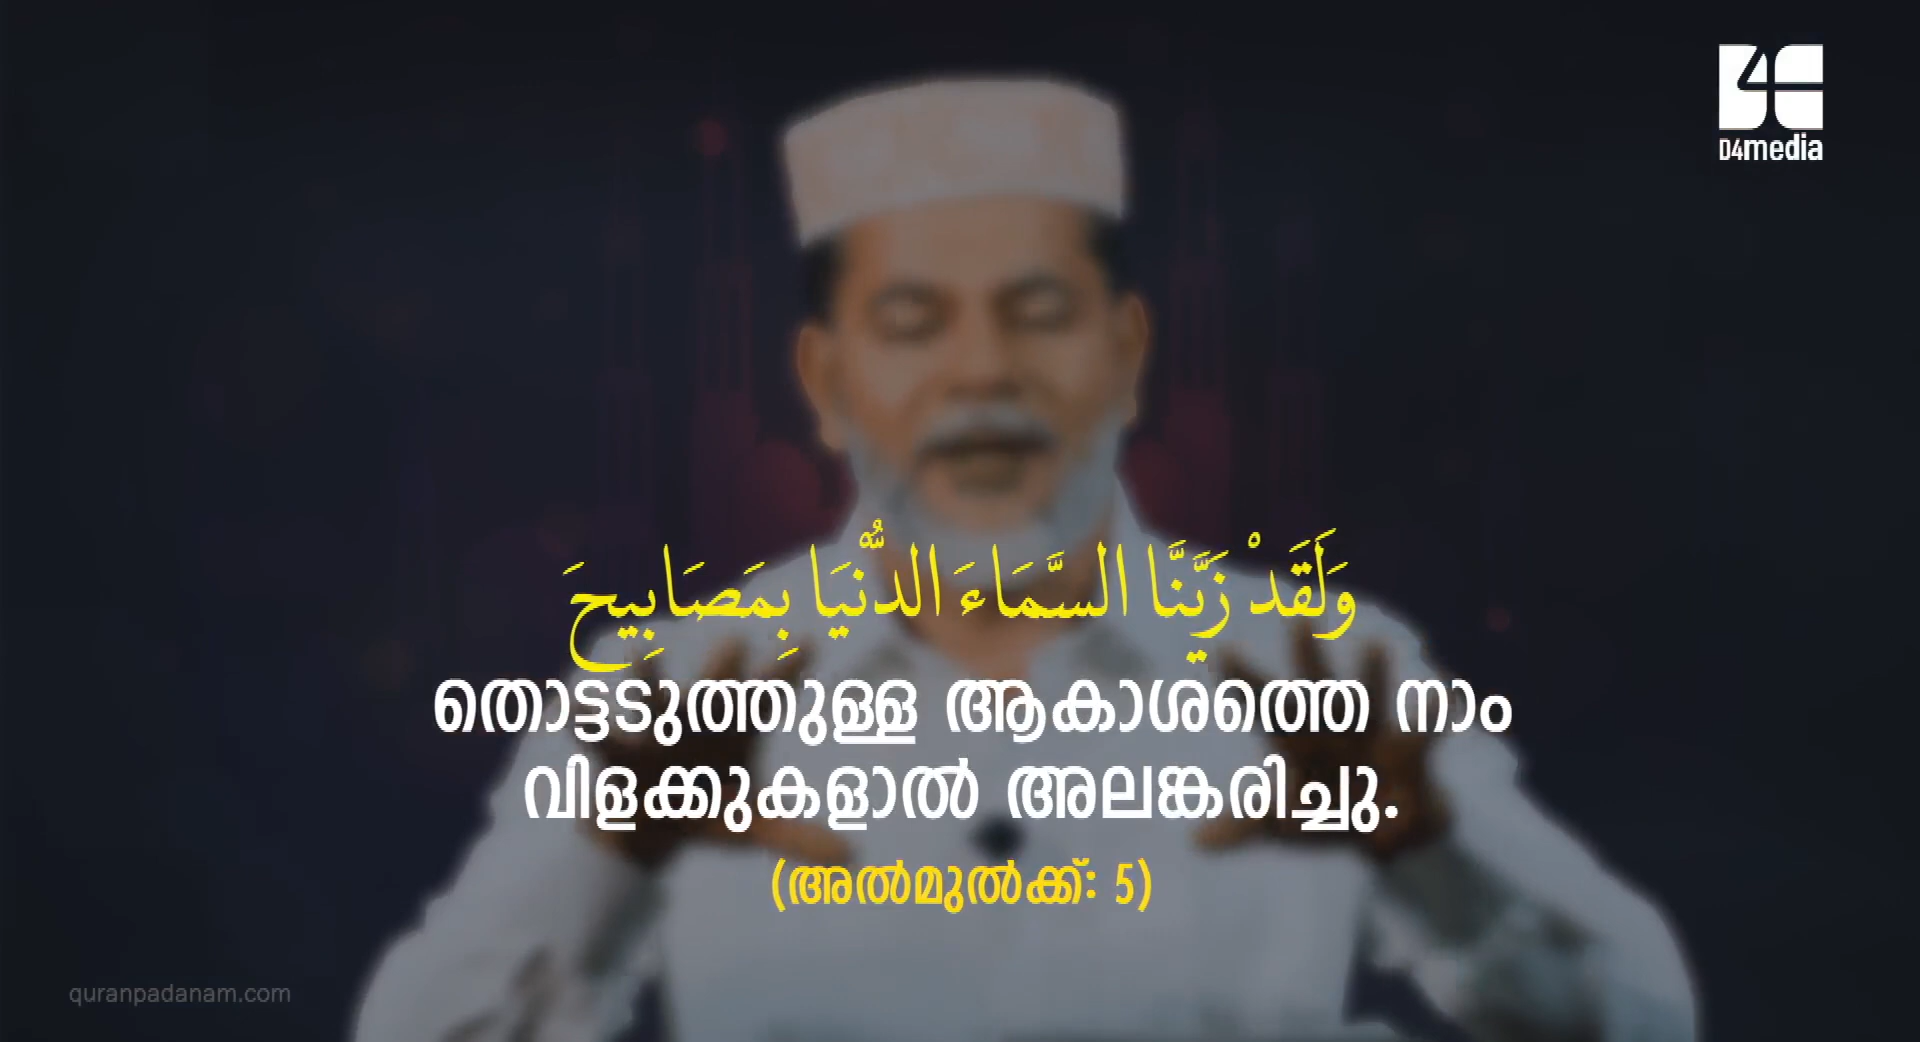 D4media
وَلَقَدْ زَيَّنَّا السَّمَاءَ الدُّنْيَا بِمَصَابِيحَ
തൊട്ടടുത്തുള്ള ആകാശത്തെ നാം
വിളക്കുകളാൽ അലങ്കരിച്ചു.
(അൽമുൽക്ക്: 5)
quranpadanam.com